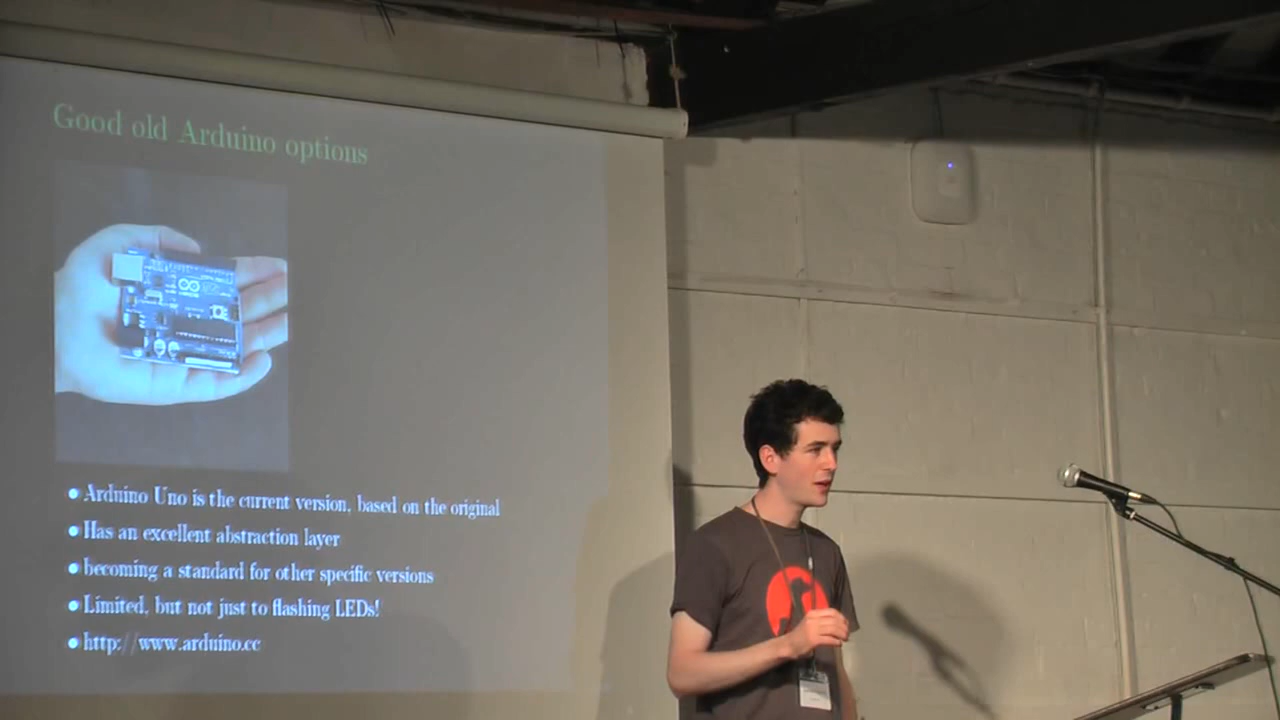 Good old Arduino options
Arduino Uno is the current version, based on the original
Has an excellent abstraction layer
becoming a standard for other specific versions
Limited, but not just to flashing LEDs!
http://www.arduino.cc